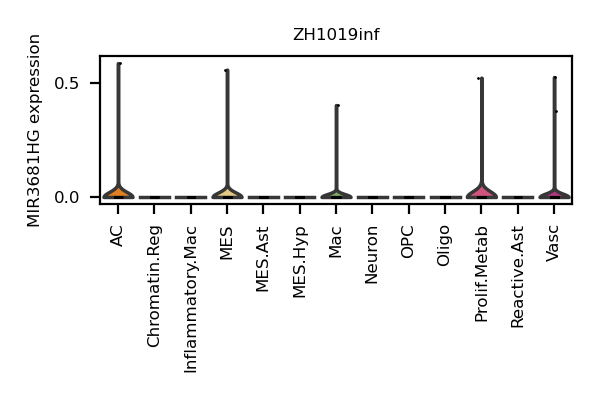 ZH1019inf
MIR3681HG expression
0.5
0.0
AC
Chromatin.Reg
Inflammatory.Mac
MES
MES.Ast
MES.Hyp
Mac
Neuron
OPC
Oligo
Prolif.Metab
Reactive.Ast
Vasc